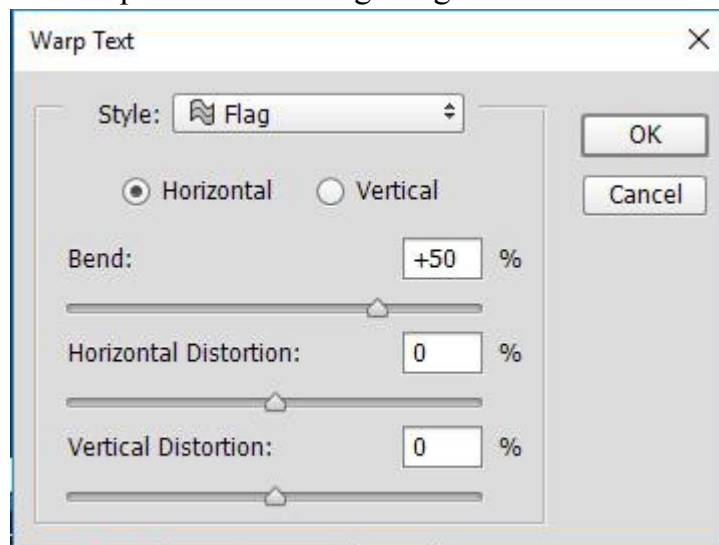 Warp Text
Style: Flag
OK
Horizontal Vertical
Cancel
Bend: +50 %
Horizontal Distortion: 0 %
Vertical Distortion: 0 %